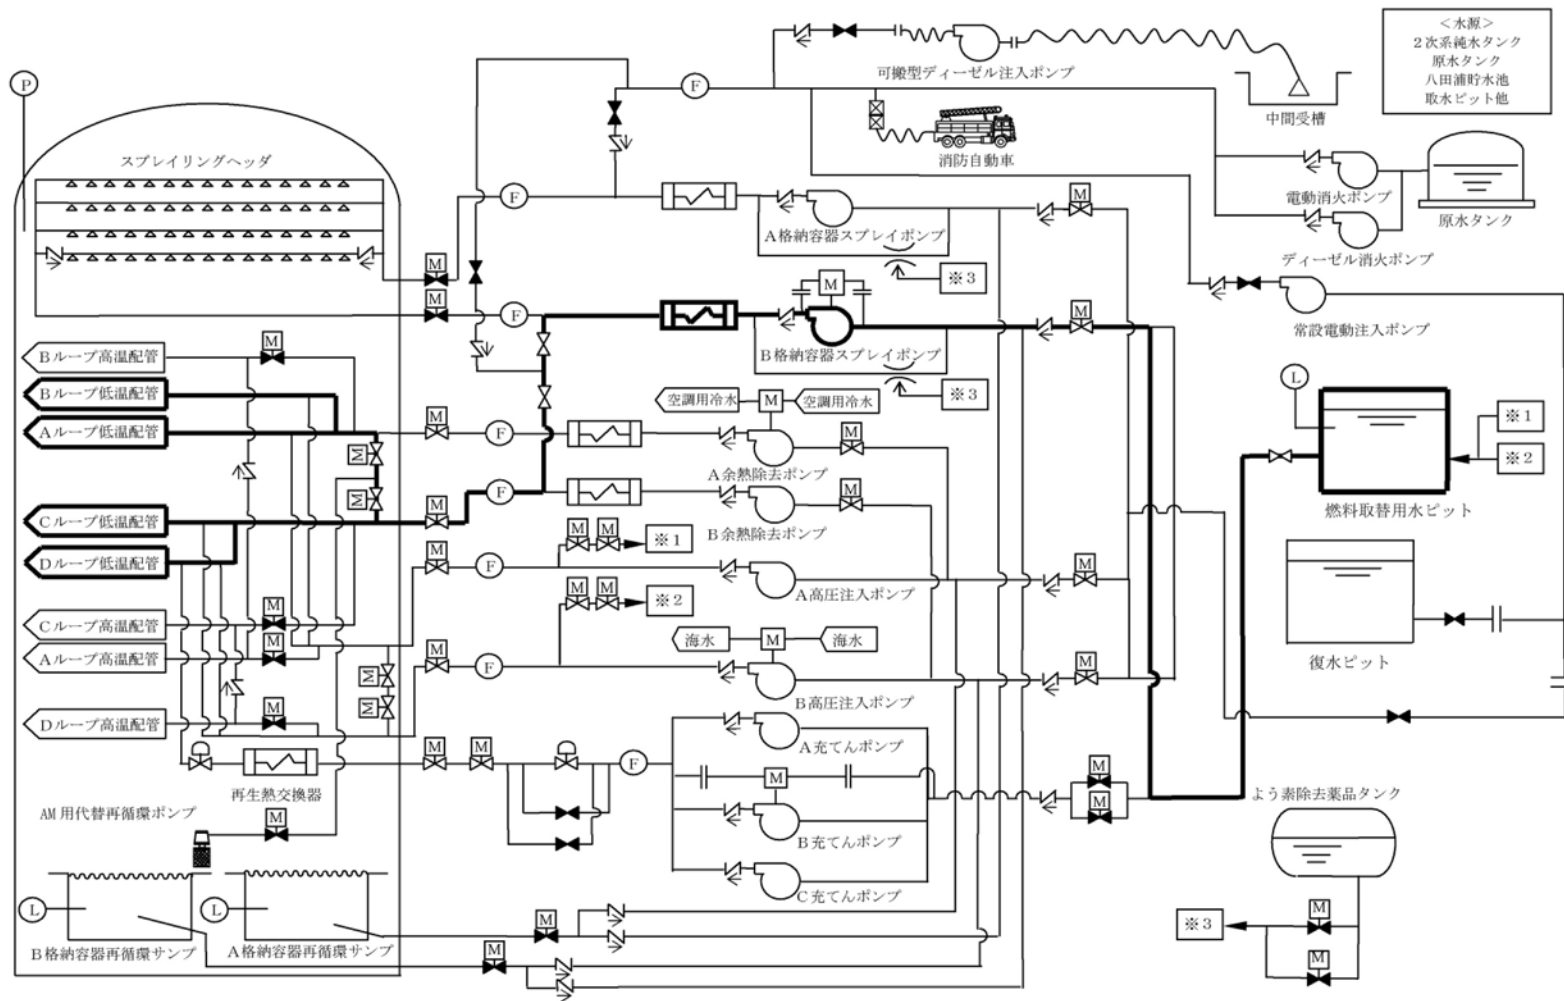 ＜水源＞
２次系純水タンク
原水タンク
八田浦貯水池
取水ピット他
P
スプレイリングヘッダ
F
可搬型ディーゼル注入ポンプ
中間受槽
消防自動車
電動消火ポンプ
原水タンク
ディーゼル消火ポンプ
F
A格納容器スプレイポンプ
M
※３
M
M
M
F
M
B格納容器スプレイポンプ
※３
M
常設電動注入ポンプ
Bループ高温配管
M
Bループ低温配管
Aループ低温配管
M
M
F
空調用冷水
M
空調用冷水
M
A余熱除去ポンプ
L
※１
※２
燃料取替用水ピット
M
Cループ低温配管
M
F
M
B余熱除去ポンプ
Dループ低温配管
M
F
M
M
※１
A高圧注入ポンプ
M
M
M
※２
Cループ高温配管
M
Aループ高温配管
M
M
M
M
F
海水
M
海水
B高圧注入ポンプ
M
復水ピット
Dループ高温配管
M
再生熱交換器
M
M
F
A充てんポンプ
M
B充てんポンプ
C充てんポンプ
M
M
よう素除去薬品タンク
AM用代替再循環ポンプ
M
L
B格納容器再循環サンプ
L
A格納容器再循環サンプ
M
M
※３
M
M